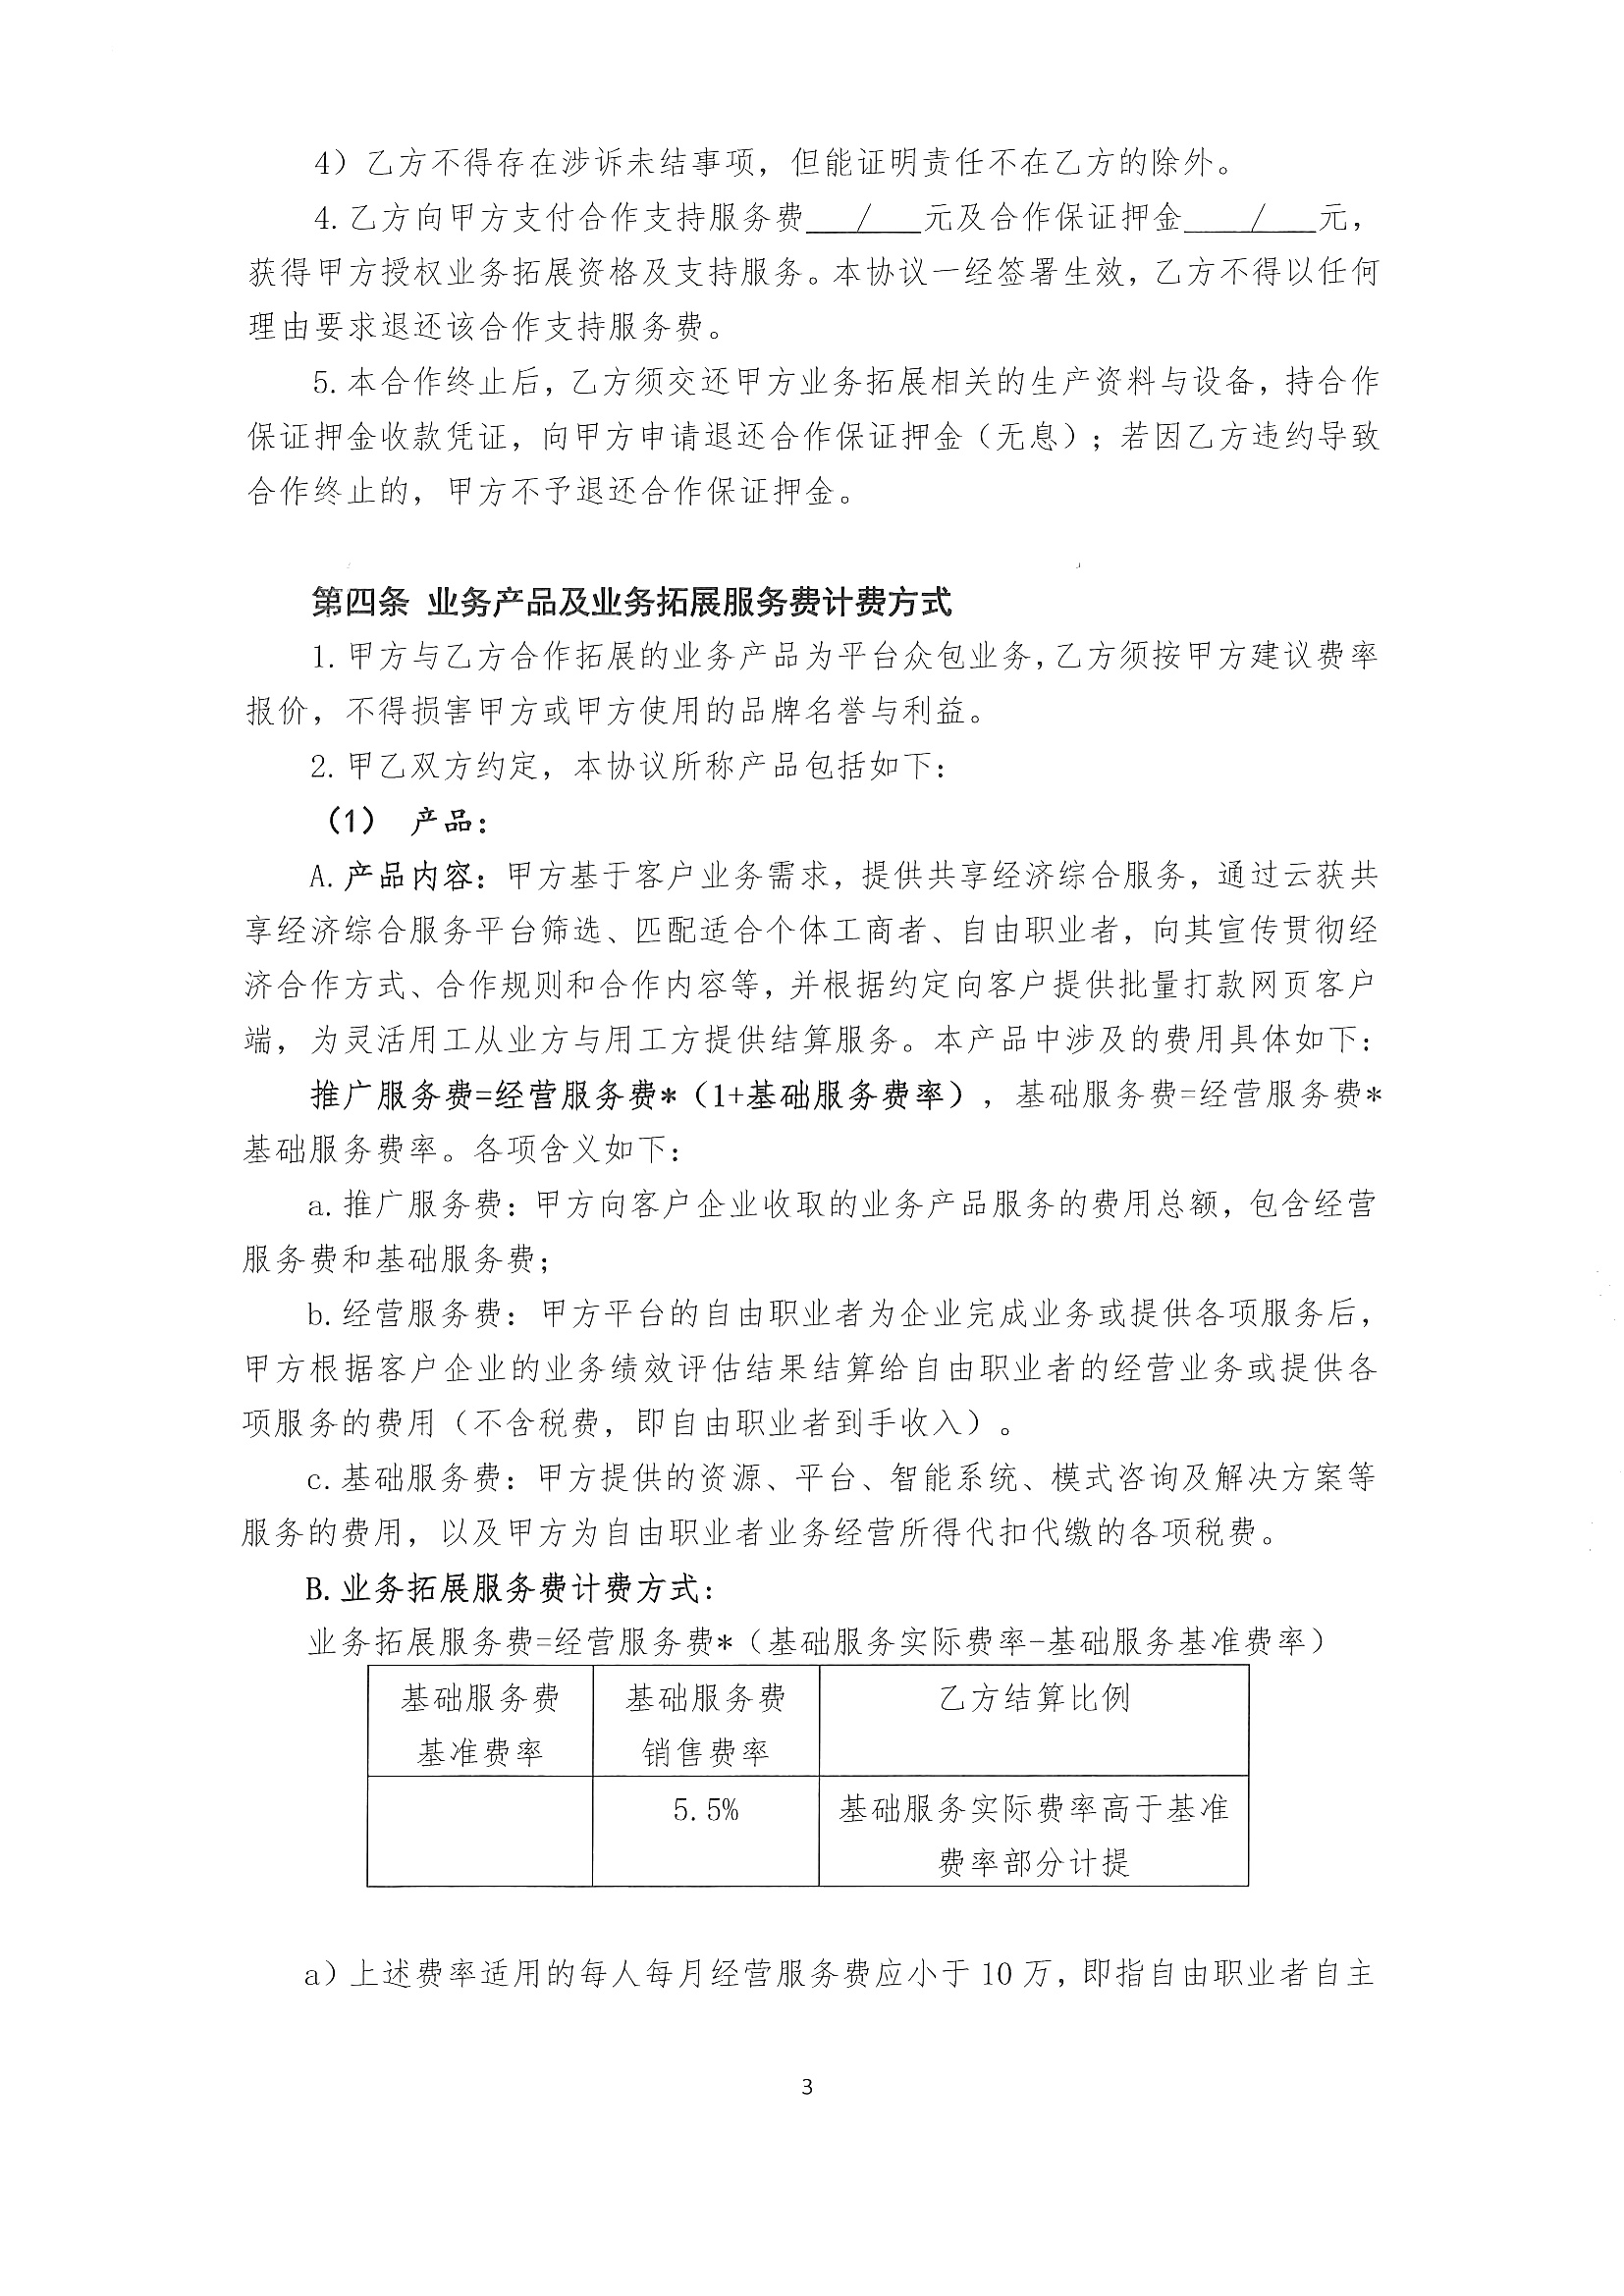 4）乙方不得存在涉诉未结事项，但能证明责任不在乙方的除外。
4.乙方向甲方支付合作支持服务费 / 元及合作保证押金 / 元，
获得甲方授权业务拓展资格及支持服务。本协议一经签署生效，乙方不得以任何
理由要求退还该合作支持服务费。
5.本合作终止后，乙方须交还甲方业务拓展相关的生产资料与设备，持合作
保证押金收款凭证，向甲方申请退还合作保证押金（无息）；若因乙方违约导致
合作终止的，甲方不予退还合作保证押金。
第四条 业务产品及业务拓展服务费计费方式
1.甲方与乙方合作拓展的业务产品为平台众包业务，乙方须按甲方建议费率
报价，不得损害甲方或甲方使用的品牌名誉与利益。
2.甲乙双方约定，本协议所称产品包括如下：
（1） 产品：
A.产品内容：甲方基于客户业务需求，提供共享经济综合服务，通过云获共
享经济综合服务平台筛选、匹配适合个体工商者、自由职业者，向其宣传贯彻经
济合作方式、合作规则和合作内容等，并根据约定向客户提供批量打款网页客户
端，为灵活用工从业方与用工方提供结算服务。本产品中涉及的费用具体如下：
推广服务费=经营服务费*（1+基础服务费率），基础服务费=经营服务费*
基础服务费率。各项含义如下：
a.推广服务费：甲方向客户企业收取的业务产品服务的费用总额，包含经营
服务费和基础服务费；
b.经营服务费：甲方平台的自由职业者为企业完成业务或提供各项服务后，
甲方根据客户企业的业务绩效评估结果结算给自由职业者的经营业务或提供各
项服务的费用（不含税费，即自由职业者到手收入）。
c.基础服务费：甲方提供的资源、平台、智能系统、模式咨询及解决方案等
服务的费用，以及甲方为自由职业者业务经营所得代扣代缴的各项税费。
B.业务拓展服务费计费方式：
业务拓展服务费=经营服务费*（基础服务实际费率-基础服务基准费率）
基础服务费 基础服务费 乙方结算比例
基准费率 销售费率
5.5% 基础服务实际费率高于基准
费率部分计提
a）上述费率适用的每人每月经营服务费应小于 10 万，即指自由职业者自主
3